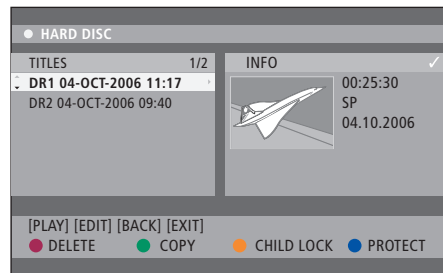 HARD DISC
TITLES 1/2
DR1 04-OCT-2006 11:17
DR2 04-OCT-2006 09:40
INFO
00:25:30
SP
04.10.2006
[PLAY] [EDIT] [BACK] [EXIT]
DELETE COPY CHILD LOCK PROTECT